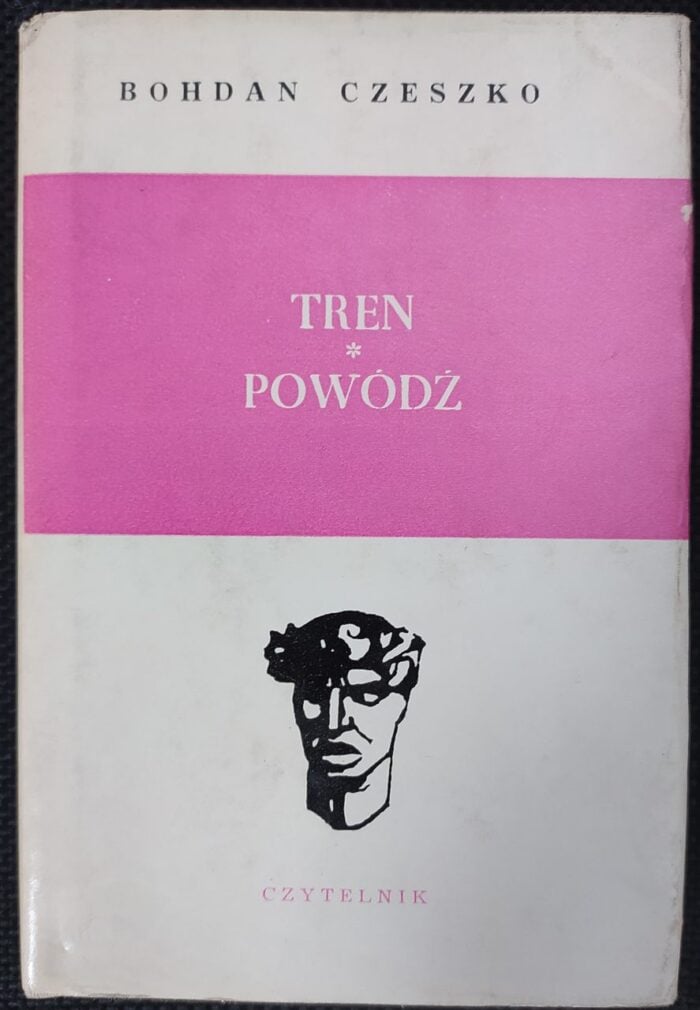 BOHDAN CZESZKO
TREN
*
POWÓDŹ
CZYTELNIK